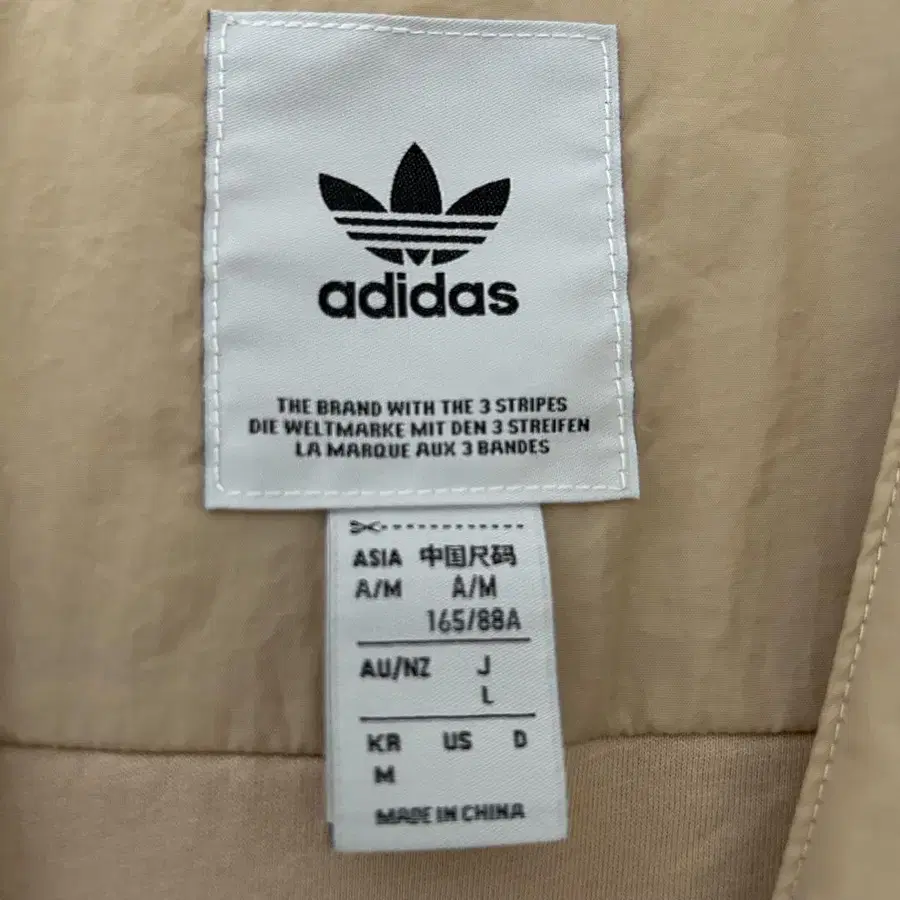 adidas
THE BRAND WITH THE 3 STRIPES
DIE WELTMARKE MIT DEN 3 STREIFEN
LA MARQUE AUX 3 BANDES
ASIA 中国尺码
A/M A/M
165/88A
AU/NZ J
L
KR US D
M
MADE IN CHINA